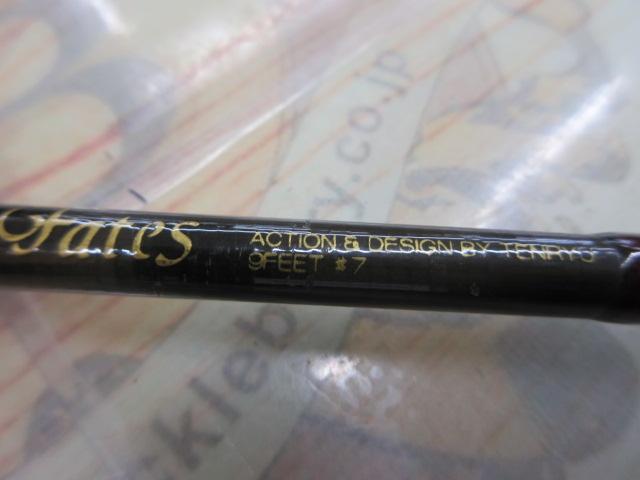 Fates
ACTION & DESIGN BY TENRYU
9FEET #7